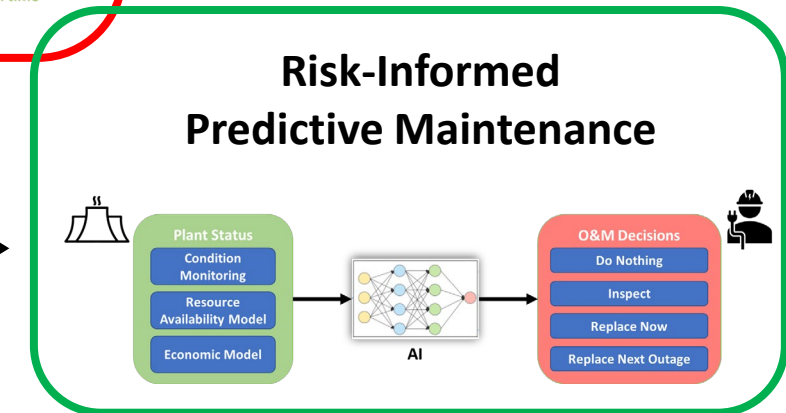 Risk-Informed
Predictive Maintenance
Plant Status
Condition
Monitoring
Resource
Availability Model
Economic Model
AI
O&M Decisions
Do Nothing
Inspect
Replace Now
Replace Next Outage